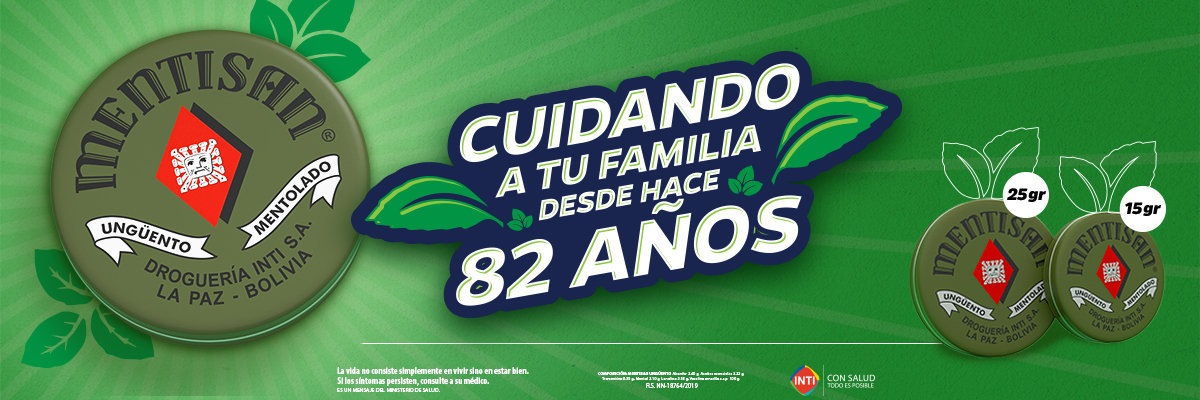 MENTISAN®
UNGÜENTO MENTOLADO
DROGUERÍA INTI S.A.
LA PAZ - BOLIVIA
CUIDANDO
A TU FAMILIA
DESDE HACE
82 AÑOS
25gr
MENTISAN
UNGÜENTO MENTOLADO
DROGUERÍA INTI S.A.
LA PAZ - BOLIVIA
15gr
MENTISAN
UNGÜENTO MENTOLADO
DROGUERÍA INTI S.A.
LA PAZ - BOLIVIA
La vida no consiste simplemente en vivir sino en estar bien.
Si los síntomas persisten, consulte a su médico.
ES UN MENSAJE DEL MINISTERIO DE SALUD.
COMPOSICIÓN: MENTISAN UNGÜENTO
R.S. NN-18764/2019
INTI
CON SALUD
TODO ES POSIBLE